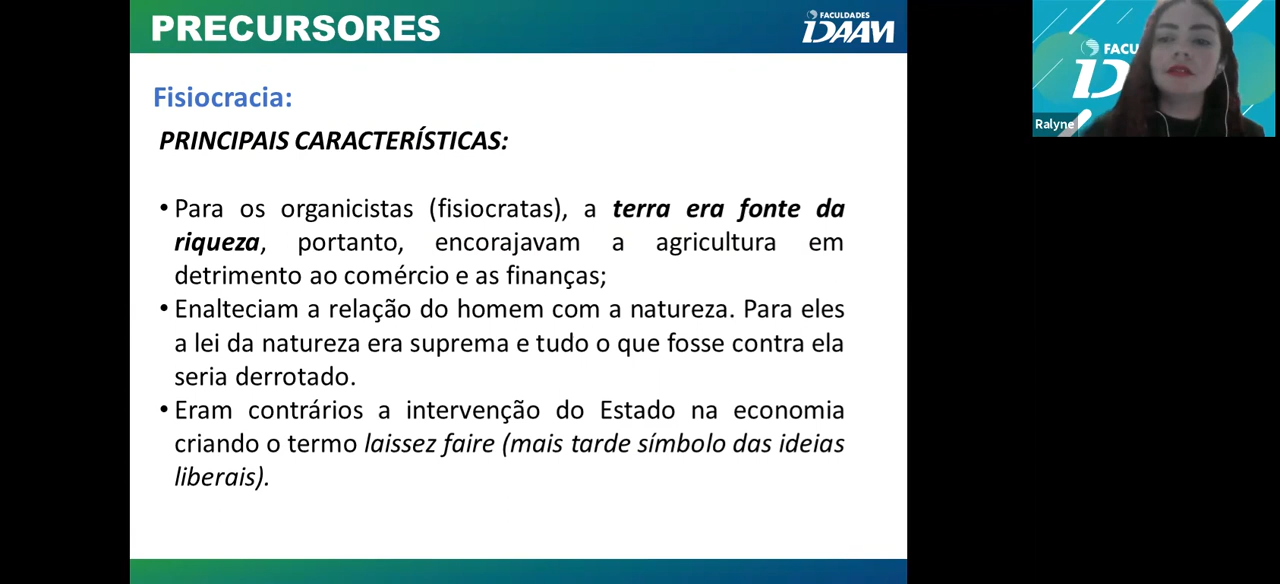 PRECURSORES
FACULDADES
IDAAM
Fisiocracia:
PRINCIPAIS CARACTERÍSTICAS:
• Para os organicistas (fisiocratas), a terra era fonte da
riqueza, portanto, encorajavam a agricultura em
detrimento ao comércio e as finanças;
• Enalteciam a relação do homem com a natureza. Para eles
a lei da natureza era suprema e tudo o que fosse contra ela
seria derrotado.
• Eram contrários a intervenção do Estado na economia
criando o termo laissez faire (mais tarde símbolo das ideias
liberais).
FACU
ID
Ralyne